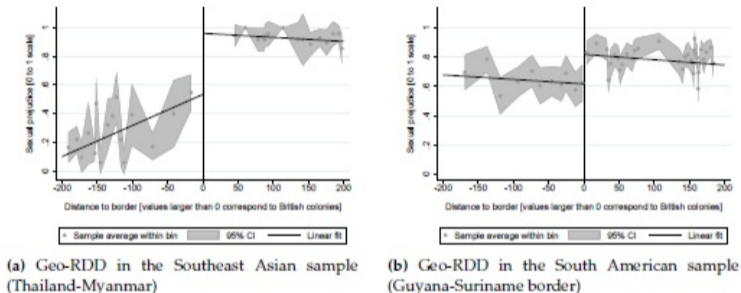 Sexual prejudice [0 to 1 scale]
1
.8
.6
.4
.2
0
-200 -150 -100 -50 0 50 100 150 200
Distance to border [values larger than 0 correspond to British colonies]
Sample average within bin 95% CI Linear fit
(a) Geo-RDD in the Southeast Asian sample
(Thailand-Myanmar)
Sexual prejudice [0 to 1 scale]
1
.8
.6
.4
.2
0
-200 -150 -100 -50 0 50 100 150 200
Distance to border [values larger than 0 correspond to British colonies]
Sample average within bin 95% CI Linear fit
(b) Geo-RDD in the South American sample
(Guyana-Suriname border)